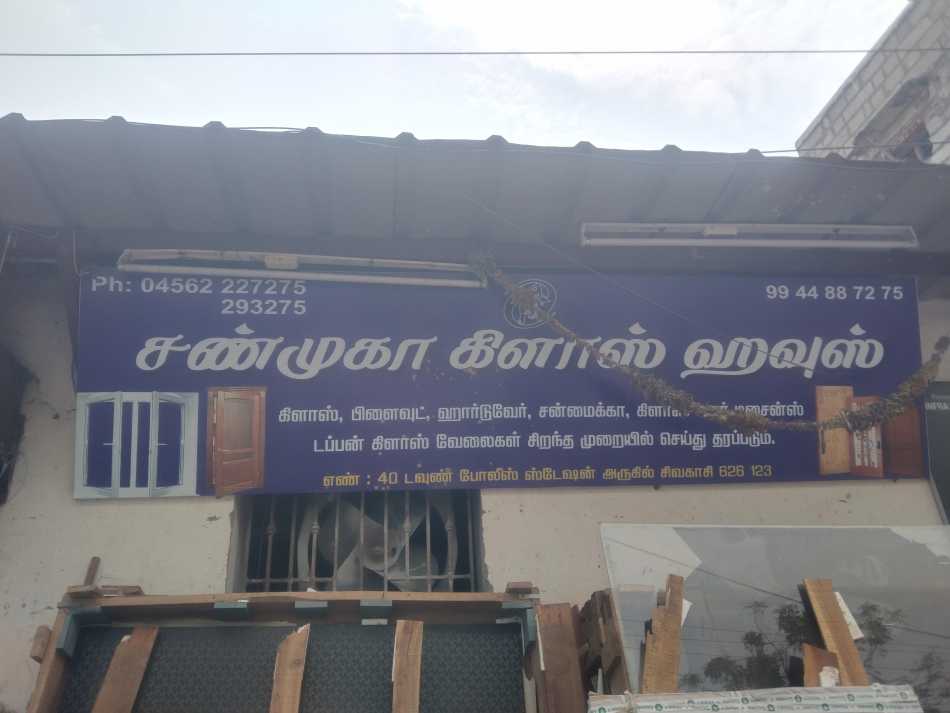 Ph: 04562 227275
293275
99 44 88 72 75
சண்முகா கிளாஸ் ஹவுஸ்
கிளாஸ், பிளைவுட், ஹார்டுவேர், சன்மைக்கா, கிளாஸ்
டப்பன் கிளர்ஸ் வேலைகள் சிறந்த முறையில் செய்து தரப்படும்.
எண் : 40 டவுண் போலிஸ் ஸ்டேஷன் அருகில் சிவகாசி 626 123